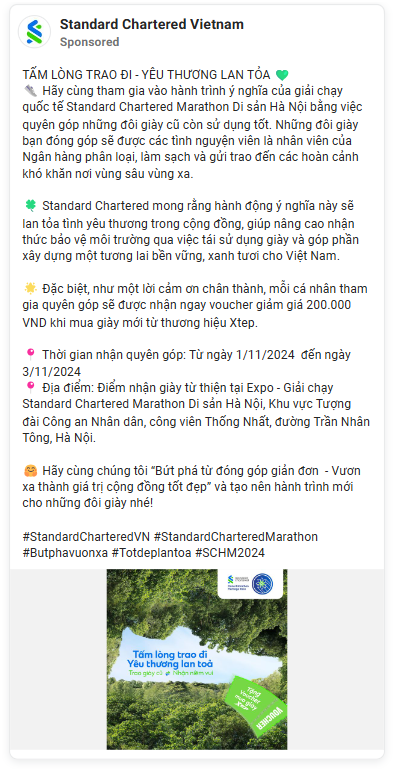 Standard Chartered Vietnam
Sponsored
TẤM LÒNG TRAO ĐI - YÊU THƯƠNG LAN TỎA 💚
👟 Hãy cùng tham gia vào hành trình ý nghĩa của giải chạy
quốc tế Standard Chartered Marathon Di sản Hà Nội bằng việc
quyên góp những đôi giày cũ còn sử dụng tốt. Những đôi giày
bạn đóng góp sẽ được các tình nguyện viên là nhân viên của
Ngân hàng phân loại, làm sạch và gửi trao đến các hoàn cảnh
khó khăn nơi vùng sâu vùng xa.
🍀 Standard Chartered mong rằng hành động ý nghĩa này sẽ
lan tỏa tình yêu thương trong cộng đồng, giúp nâng cao nhận
thức bảo vệ môi trường qua việc tái sử dụng giày và góp phần
xây dựng một tương lai bền vững, xanh tươi cho Việt Nam.
🌟 Đặc biệt, như một lời cảm ơn chân thành, mỗi cá nhân tham
gia quyên góp sẽ được nhận ngay voucher giảm giá 200.000
VND khi mua giày mới từ thương hiệu Xtep.
📍 Thời gian nhận quyên góp: Từ ngày 1/11/2024 đến ngày
3/11/2024
📍 Địa điểm: Điểm nhận giày từ thiện tại Expo - Giải chạy
Standard Chartered Marathon Di sản Hà Nội, Khu vực Tượng
đài Công an Nhân dân, công viên Thống Nhất, đường Trần Nhân
Tông, Hà Nội.
🤗 Hãy cùng chúng tôi “Bứt phá từ đóng góp giản đơn - Vươn
xa thành giá trị cộng đồng tốt đẹp” và tạo nên hành trình mới
cho những đôi giày nhé!
#StandardCharteredVN #StandardCharteredMarathon
#Butphavuonxa #Totdeplantoa #SCHM2024
Tấm lòng trao đi
Yêu thương lan toả
Trao giày cũ Nhận niềm vui
Tặng
Voucher
mua giày
Xtep
VOUCHER